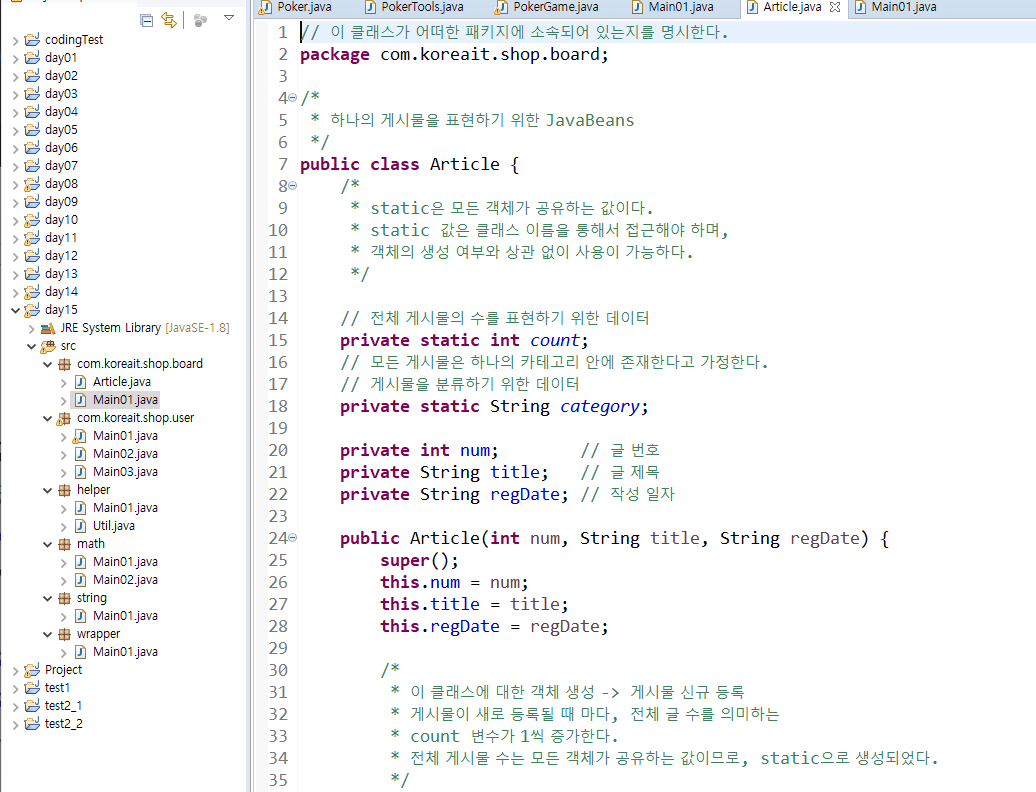 Poker.java
PokerTools.java
PokerGame.java
Main01.java
Article.java
Main01.java
codingTest
day01
day02
day03
day04
day05
day06
day07
day08
day09
day10
day11
day12
day13
day14
day15
JRE System Library [JavaSE-1.8]
src
com.koreait.shop.board
Article.java
Main01.java
com.koreait.shop.user
Main01.java
Main02.java
Main03.java
helper
Main01.java
Util.java
math
Main01.java
Main02.java
string
Main01.java
wrapper
Main01.java
Project
test1
test2_1
test2_2
1 // 이 클래스가 어떠한 패키지에 소속되어 있는지를 명시한다.
2 package com.koreait.shop.board;
3
4 /*
5  * 하나의 게시물을 표현하기 위한 JavaBeans
6  */
7 public class Article {
8     /*
9      * static은 모든 객체가 공유하는 값이다.
10      * static 값은 클래스 이름을 통해서 접근해야 하며,
11      * 객체의 생성 여부와 상관 없이 사용이 가능하다.
12      */
13
14     // 전체 게시물의 수를 표현하기 위한 데이터
15     private static int count;
16     // 모든 게시물은 하나의 카테고리 안에 존재한다고 가정한다.
17     // 게시물을 분류하기 위한 데이터
18     private static String category;
19
20     private int num;        // 글 번호
21     private String title;   // 글 제목
22     private String regDate; // 작성 일자
23
24     public Article(int num, String title, String regDate) {
25         super();
26         this.num = num;
27         this.title = title;
28         this.regDate = regDate;
29
30         /*
31          * 이 클래스에 대한 객체 생성 -> 게시물 신규 등록
32          * 게시물이 새로 등록될 때 마다, 전체 글 수를 의미하는
33          * count 변수가 1씩 증가한다.
34          * 전체 게시물 수는 모든 객체가 공유하는 값이므로, static으로 생성되었다.
35          */